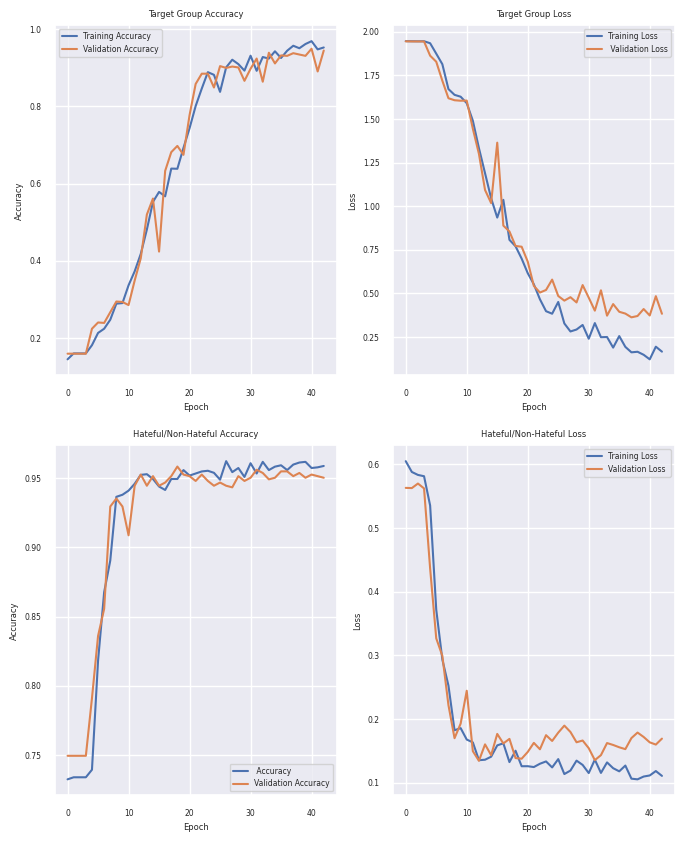 Target Group Accuracy
Training Accuracy
Validation Accuracy
1.0
0.8
0.6
0.4
0.2
Accuracy
0
10
20
30
40
Epoch
Target Group Loss
Training Loss
Validation Loss
2.00
1.75
1.50
1.25
1.00
0.75
0.50
0.25
Loss
0
10
20
30
40
Epoch
Hateful/Non-Hateful Accuracy
0.95
0.90
0.85
0.80
0.75
Accuracy
Accuracy
Validation Accuracy
0
10
20
30
40
Epoch
Hateful/Non-Hateful Loss
Training Loss
Validation Loss
0.6
0.5
0.4
0.3
0.2
0.1
Loss
0
10
20
30
40
Epoch